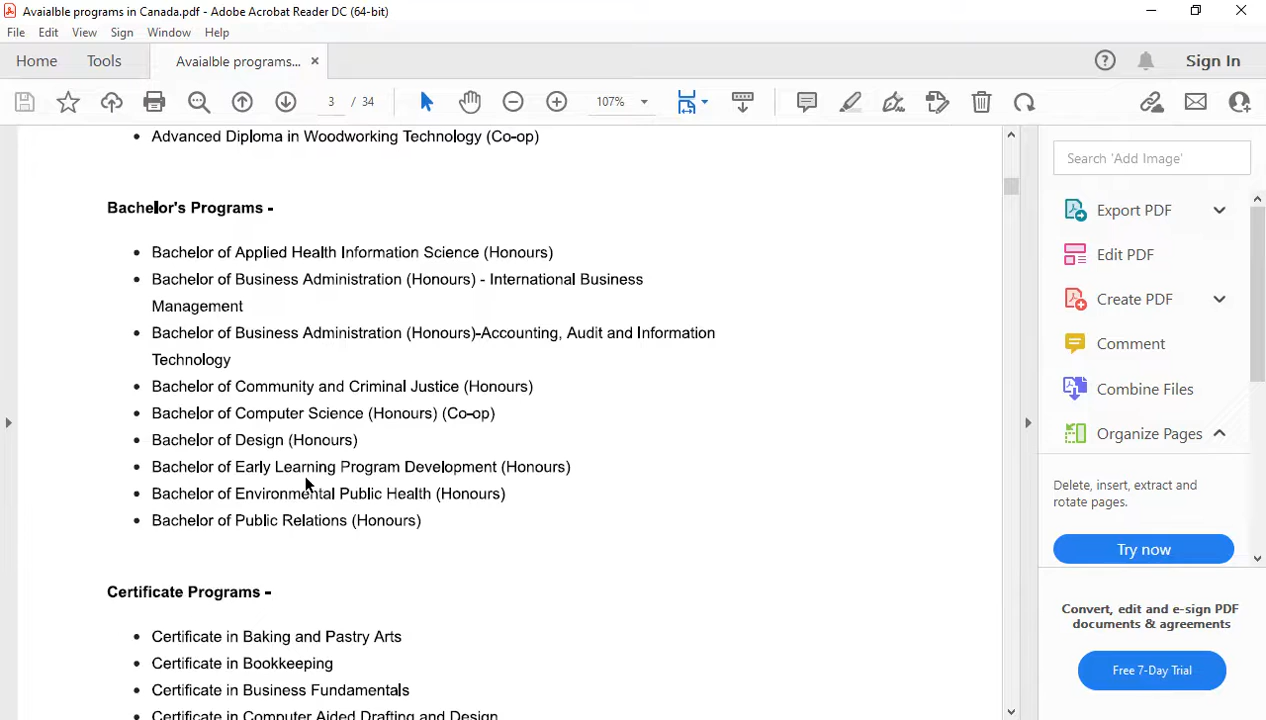 Avaialble programs in Canada.pdf - Adobe Acrobat Reader DC (64-bit)
File Edit View Sign Window Help
Home Tools Avaialble programs... × Sign In
3 / 34 107%
Advanced Diploma in Woodworking Technology (Co-op)
Bachelor's Programs -
• Bachelor of Applied Health Information Science (Honours)
• Bachelor of Business Administration (Honours) - International Business
Management
• Bachelor of Business Administration (Honours)-Accounting, Audit and Information
Technology
• Bachelor of Community and Criminal Justice (Honours)
• Bachelor of Computer Science (Honours) (Co-op)
• Bachelor of Design (Honours)
• Bachelor of Early Learning Program Development (Honours)
• Bachelor of Environmental Public Health (Honours)
• Bachelor of Public Relations (Honours)
Certificate Programs -
• Certificate in Baking and Pastry Arts
• Certificate in Bookkeeping
• Certificate in Business Fundamentals
• Certificate in Computer Aided Drafting and Design
Search 'Add Image'
Export PDF
Edit PDF
Create PDF
Comment
Combine Files
Organize Pages
Delete, insert, extract and
rotate pages.
Try now
Convert, edit and e-sign PDF
documents & agreements
Free 7-Day Trial